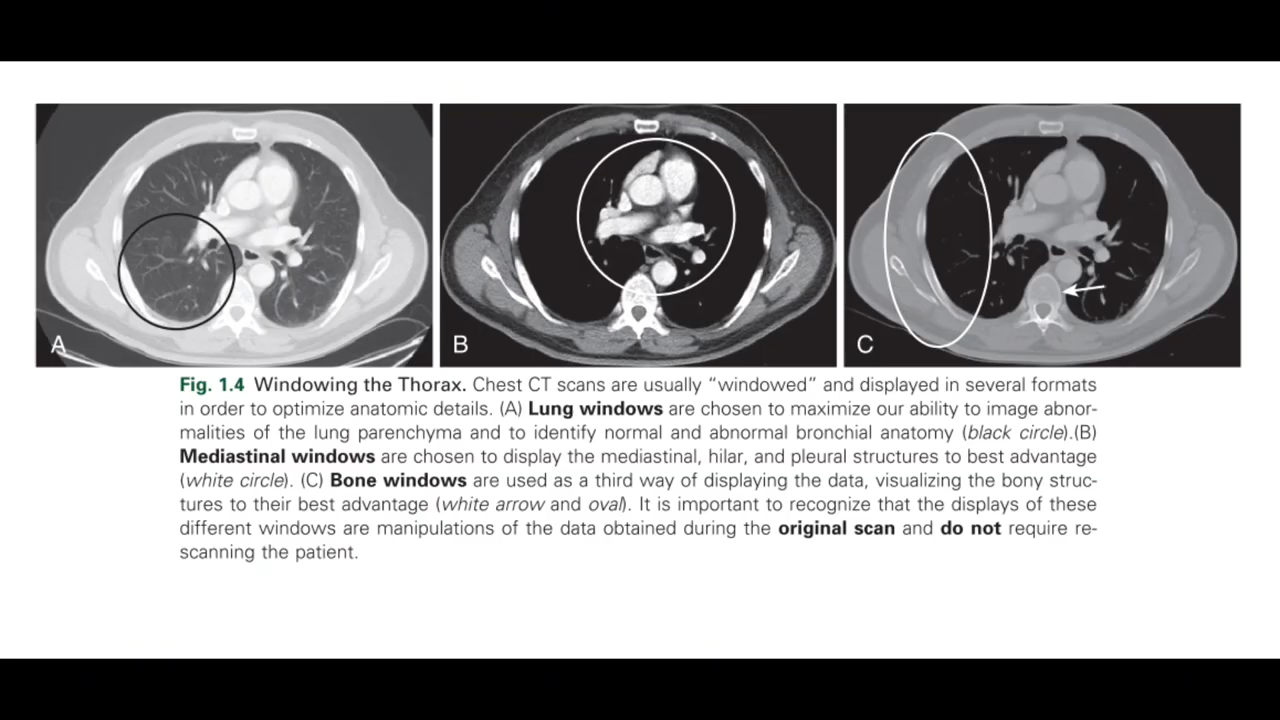 A
B
C
Fig. 1.4 Windowing the Thorax. Chest CT scans are usually “windowed” and displayed in several formats
in order to optimize anatomic details. (A) Lung windows are chosen to maximize our ability to image abnor-
malities of the lung parenchyma and to identify normal and abnormal bronchial anatomy (black circle).(B)
Mediastinal windows are chosen to display the mediastinal, hilar, and pleural structures to best advantage
(white circle). (C) Bone windows are used as a third way of displaying the data, visualizing the bony struc-
tures to their best advantage (white arrow and oval). It is important to recognize that the displays of these
different windows are manipulations of the data obtained during the original scan and do not require re-
scanning the patient.